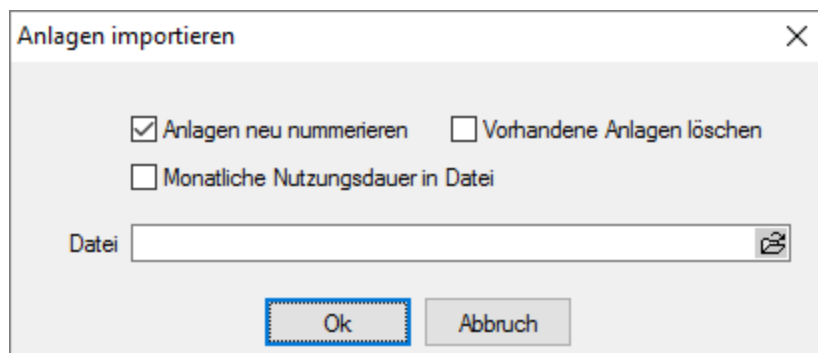 Anlagen importieren
Anlagen neu nummerieren Vorhandene Anlagen löschen
Monatliche Nutzungsdauer in Datei
Datei
Ok Abbruch